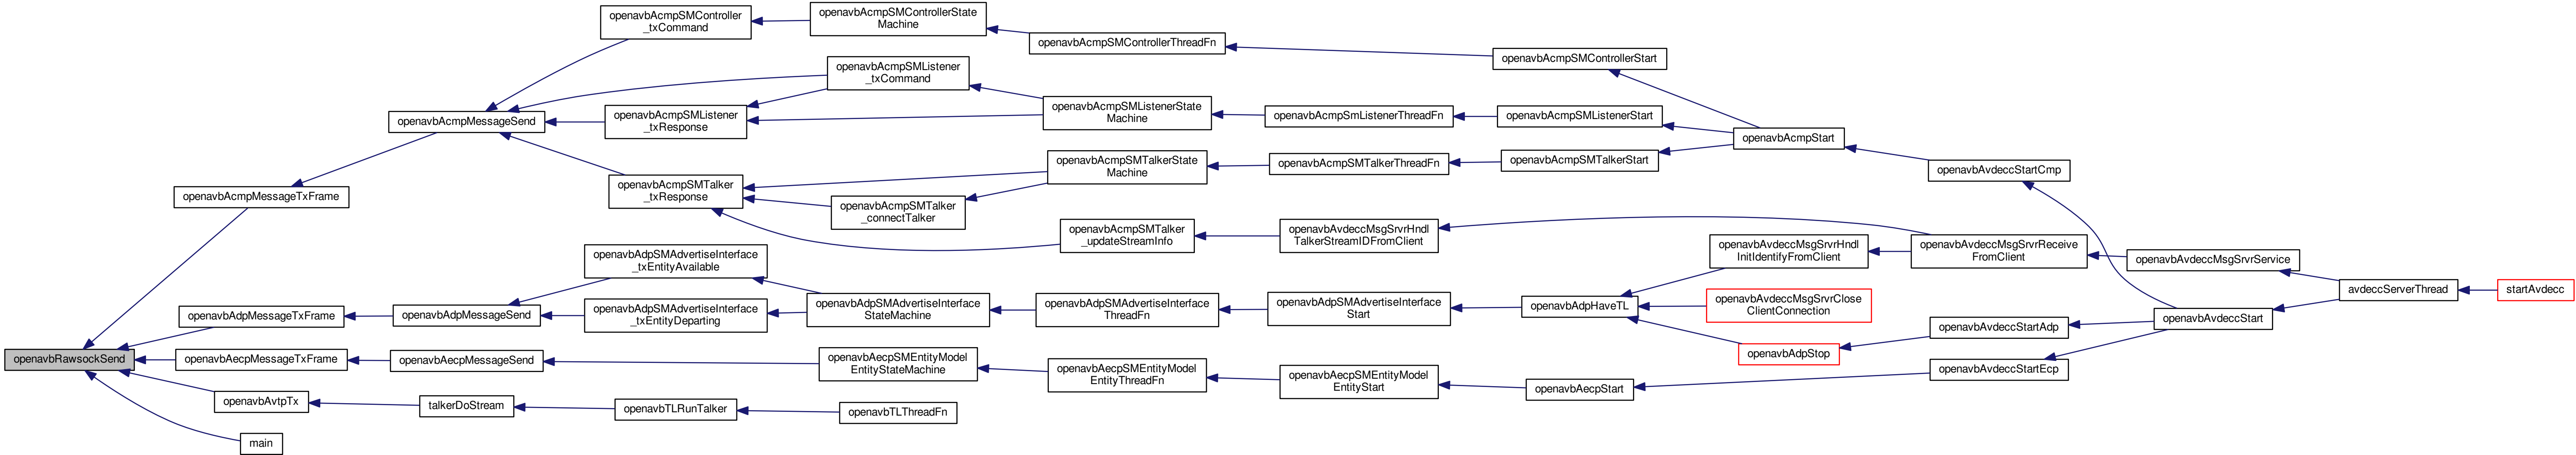 openavbAcmpSMController
_txCommand
openavbAcmpSMControllerState
Machine
openavbAcmpSMControllerThreadFn
openavbAcmpSMControllerStart
openavbAcmpSMListener
_txCommand
openavbAcmpMessageSend
openavbAcmpSMListener
_txResponse
openavbAcmpSMListenerState
Machine
openavbAcmpSmListenerThreadFn
openavbAcmpSMListenerStart
openavbAcmpStart
openavbAcmpSMTalkerState
Machine
openavbAcmpSMTalkerThreadFn
openavbAcmpSMTalkerStart
openavbAvdeccStartCmp
openavbAcmpMessageTxFrame
openavbAcmpSMTalker
_txResponse
openavbAcmpSMTalker
_connectTalker
openavbAcmpSMTalker
_updateStreamInfo
openavbAvdeccMsgSrvrHndl
TalkerStreamIDFromClient
openavbAvdeccMsgSrvrHndl
InitIdentifyFromClient
openavbAvdeccMsgSrvrReceive
FromClient
openavbAvdeccMsgSrvrService
avdeccServerThread
startAvdecc
openavbAdpSMAdvertiseInterface
_txEntityAvailable
openavbAdpMessageTxFrame
openavbAdpMessageSend
openavbAdpSMAdvertiseInterface
_txEntityDeparting
openavbAdpSMAdvertiseInterface
StateMachine
openavbAdpSMAdvertiseInterface
ThreadFn
openavbAdpSMAdvertiseInterface
Start
openavbAdpHaveTL
openavbAvdeccMsgSrvrClose
ClientConnection
openavbAvdeccStartAdp
openavbAvdeccStart
openavbAdpStop
openavbRawsockSend
openavbAecpMessageTxFrame
openavbAecpMessageSend
openavbAecpSMEntityModel
EntityStateMachine
openavbAecpSMEntityModel
EntityThreadFn
openavbAecpSMEntityModel
EntityStart
openavbAecpStart
openavbAvdeccStartEcp
openavbAvtpTx
talkerDoStream
openavbTLRunTalker
openavbTLThreadFn
main